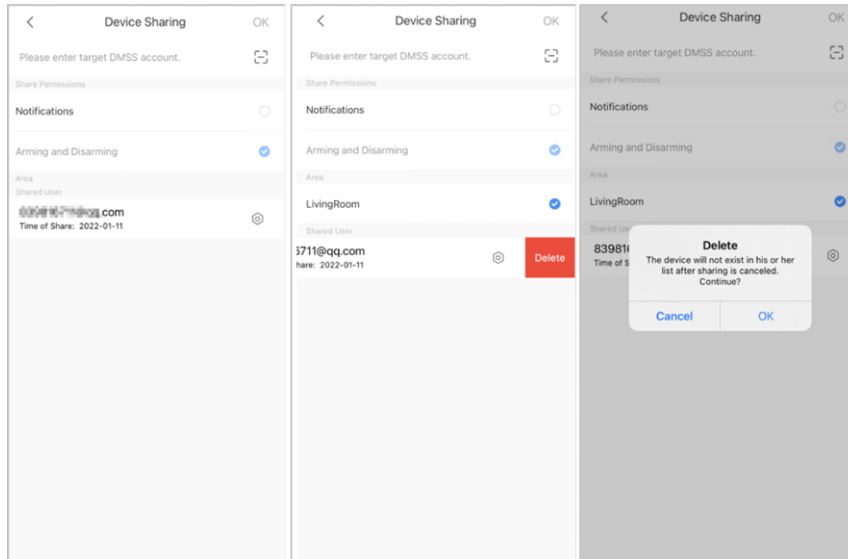 Device Sharing
OK
Please enter target DMSS account.
Share Permissions
Notifications
Arming and Disarming
Area
Shared User
.com
Time of Share: 2022-01-11
Device Sharing
OK
Please enter target DMSS account.
Share Permissions
Notifications
Arming and Disarming
Area
LivingRoom
Shared User
6711@qq.com
hare: 2022-01-11
Delete
Device Sharing
OK
Please enter target DMSS account.
Share Permissions
Notifications
Arming and Disarming
Area
LivingRoom
Shared Us
83981
Time of S
Delete
The device will not exist in his or her
list after sharing is canceled.
Continue?
Cancel
OK